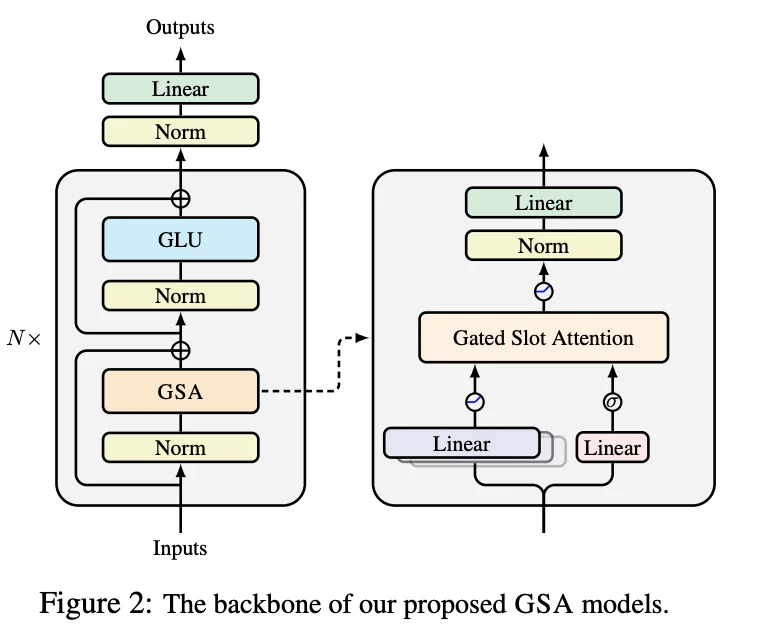 Outputs
Linear
Norm
GLU
Norm
N×
GSA
Norm
Inputs
Linear
Norm
Gated Slot Attention
σ
Linear
Linear
Figure 2: The backbone of our proposed GSA models.